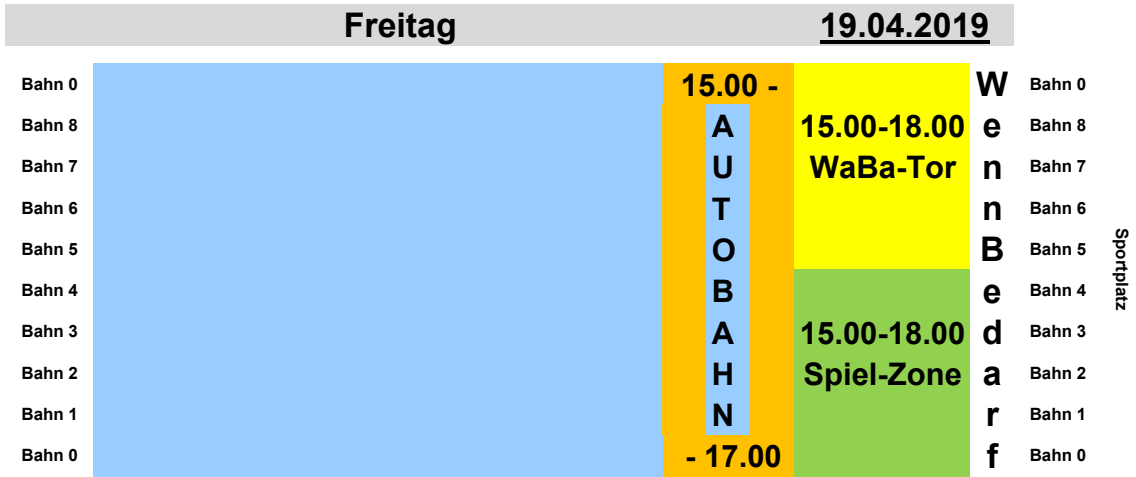 Freitag 19.04.2019
Bahn 0 15.00 - W Bahn 0
Bahn 8 A 15.00-18.00 e Bahn 8
Bahn 7 U WaBa-Tor n Bahn 7
Bahn 6 T n Bahn 6
Bahn 5 O B Bahn 5
Bahn 4 B e Bahn 4
Bahn 3 A 15.00-18.00 d Bahn 3
Bahn 2 H Spiel-Zone a Bahn 2
Bahn 1 N r Bahn 1
Bahn 0 - 17.00 f Bahn 0
Sportplatz